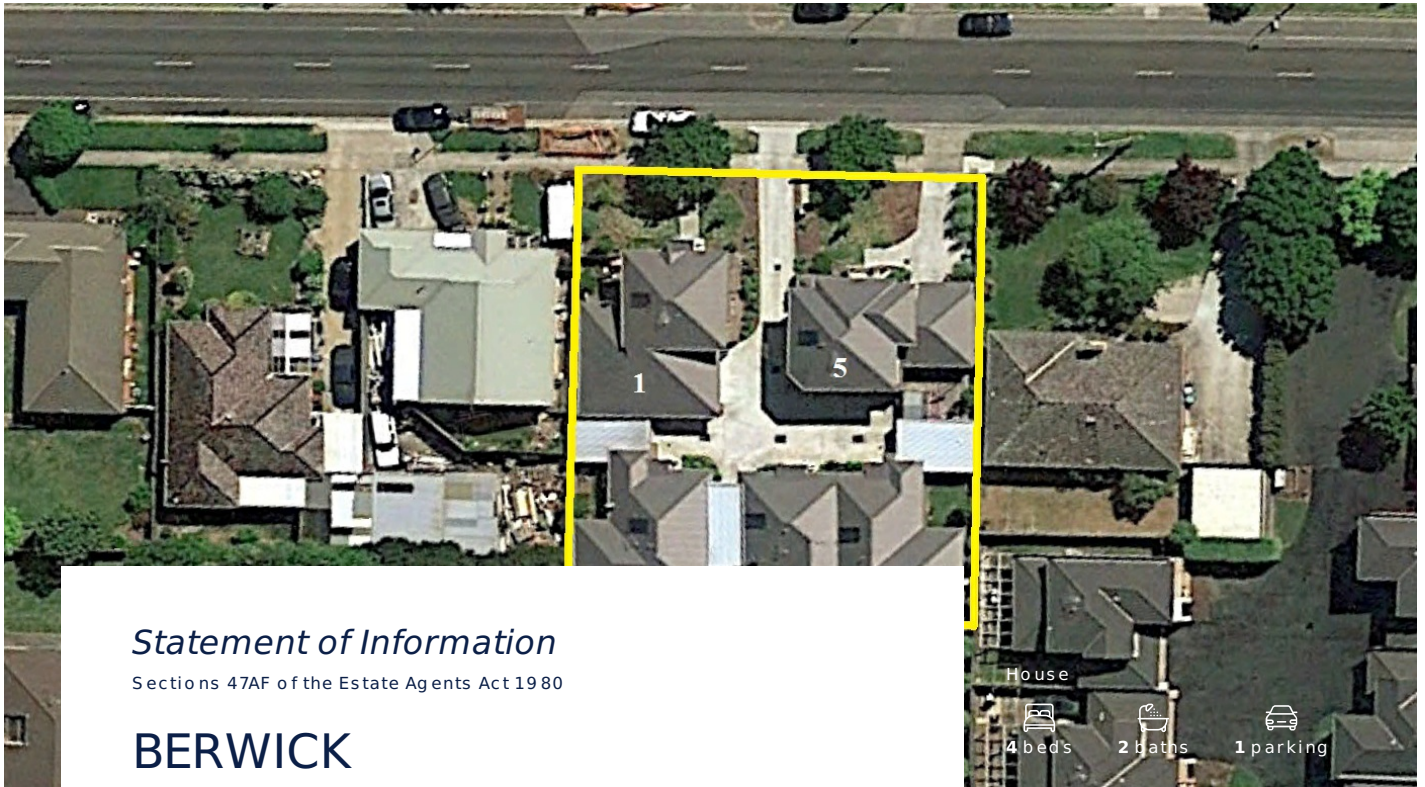 1
5
Statement of Information
Sections 47AF of the Estate Agents Act 1980
BERWICK
House
4 beds
2 baths
1 parking